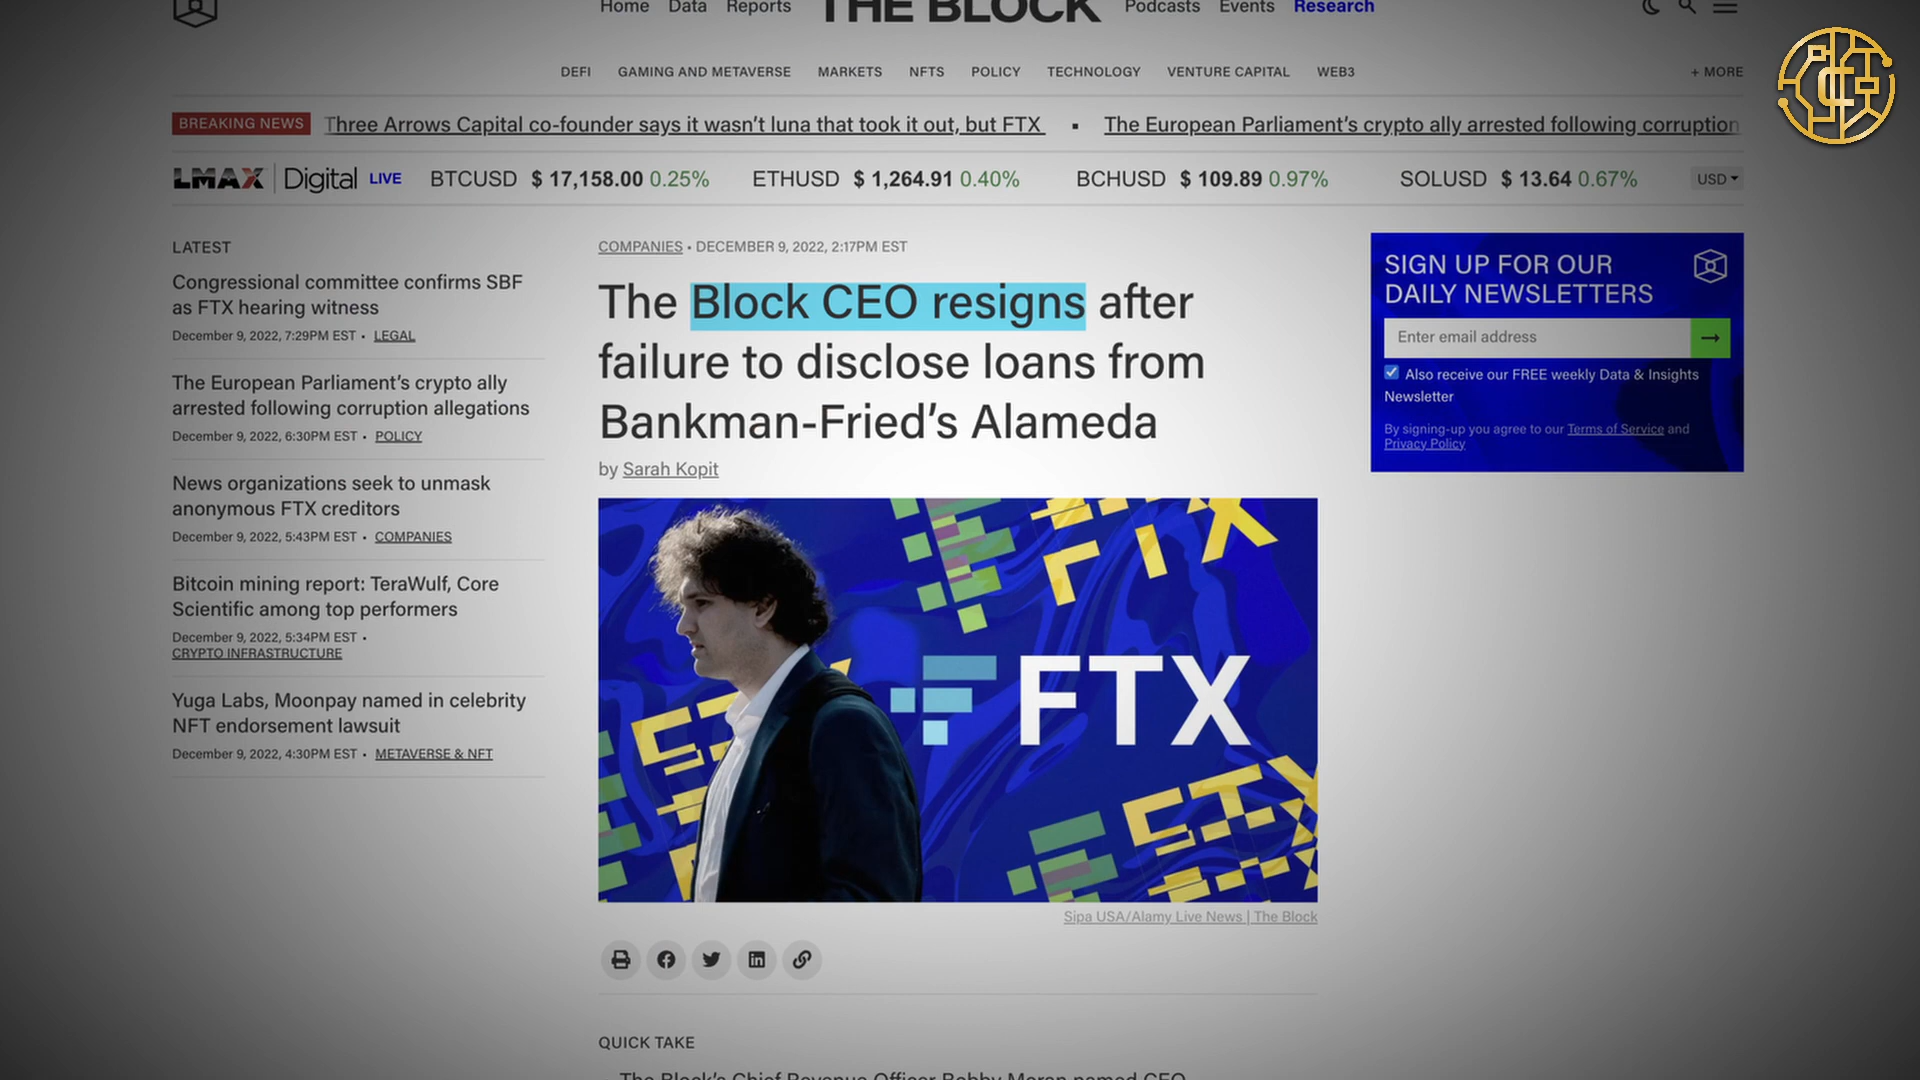 Home Data Reports THE BLOCK Podcasts Events Research
DEFI GAMING AND METAVERSE MARKETS NFTS POLICY TECHNOLOGY VENTURE CAPITAL WEB3 + MORE
BREAKING NEWS Three Arrows Capital co-founder says it wasn’t luna that took it out, but FTX ▪ The European Parliament’s crypto ally arrested following corruption
LMAX Digital LIVE BTCUSD $ 17,158.00 0.25% ETHUSD $ 1,264.91 0.40% BCHUSD $ 109.89 0.97% SOLUSD $ 13.64 0.67% USD
LATEST
Congressional committee confirms SBF
as FTX hearing witness
December 9, 2022, 7:29PM EST • LEGAL
The European Parliament’s crypto ally
arrested following corruption allegations
December 9, 2022, 6:30PM EST • POLICY
News organizations seek to unmask
anonymous FTX creditors
December 9, 2022, 5:43PM EST • COMPANIES
Bitcoin mining report: TeraWulf, Core
Scientific among top performers
December 9, 2022, 5:34PM EST •
CRYPTO INFRASTRUCTURE
Yuga Labs, Moonpay named in celebrity
NFT endorsement lawsuit
December 9, 2022, 4:30PM EST • METAVERSE & NFT
COMPANIES • DECEMBER 9, 2022, 2:17PM EST
The Block CEO resigns after
failure to disclose loans from
Bankman-Fried’s Alameda
by Sarah Kopit
FTX
FTX
FTX
Sipa USA/Alamy Live News | The Block
QUICK TAKE
The Block’s Chief Revenue Officer Bobby Moran named CEO
SIGN UP FOR OUR
DAILY NEWSLETTERS
Enter email address
Also receive our FREE weekly Data & Insights
Newsletter
By signing-up you agree to our Terms of Service and
Privacy Policy